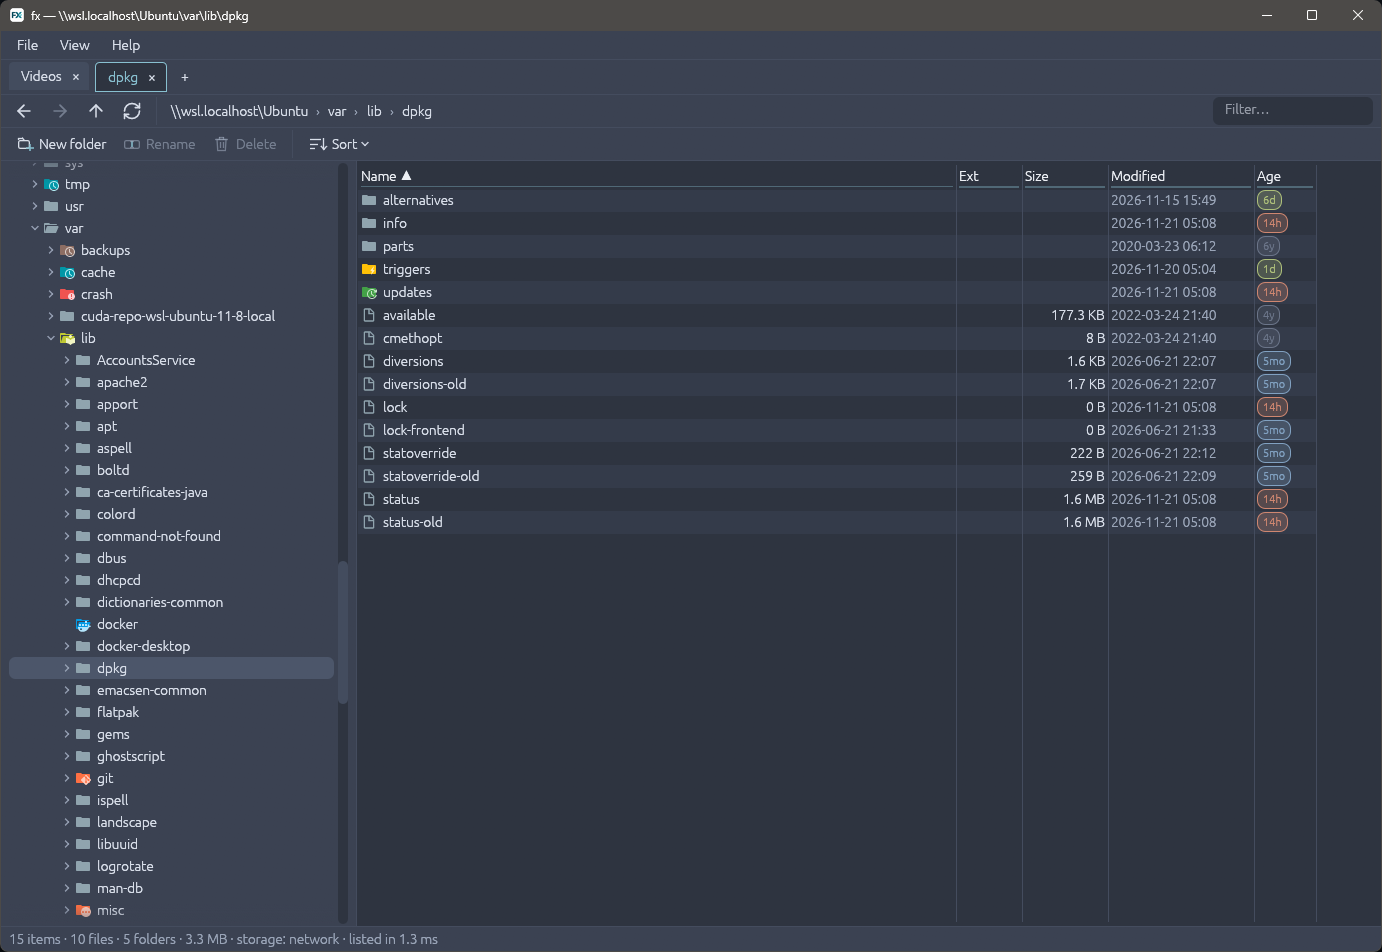 fx — \\wsl.localhost\Ubuntu\var\lib\dpkg
File View Help
Videos × dpkg × +
\\wsl.localhost\Ubuntu › var › lib › dpkg Filter...
New folder Rename Delete Sort
sys
tmp
usr
var
backups
cache
crash
cuda-repo-wsl-ubuntu-11-8-local
lib
AccountsService
apache2
apport
apt
aspell
boltd
ca-certificates-java
colord
command-not-found
dbus
dhcpcd
dictionaries-common
docker
docker-desktop
dpkg
emacsen-common
flatpak
gems
ghostscript
git
ispell
landscape
libuuid
logrotate
man-db
misc
Name ▲ Ext Size Modified Age
alternatives 2026-11-15 15:49 6d
info 2026-11-21 05:08 14h
parts 2020-03-23 06:12 6y
triggers 2026-11-20 05:04 1d
updates 2026-11-21 05:08 14h
available 177.3 KB 2022-03-24 21:40 4y
cmethopt 8 B 2022-03-24 21:40 4y
diversions 1.6 KB 2026-06-21 22:07 5mo
diversions-old 1.7 KB 2026-06-21 22:07 5mo
lock 0 B 2026-11-21 05:08 14h
lock-frontend 0 B 2026-06-21 21:33 5mo
statoverride 222 B 2026-06-21 22:12 5mo
statoverride-old 259 B 2026-06-21 22:09 5mo
status 1.6 MB 2026-11-21 05:08 14h
status-old 1.6 MB 2026-11-21 05:08 14h
15 items · 10 files · 5 folders · 3.3 MB · storage: network · listed in 1.3 ms